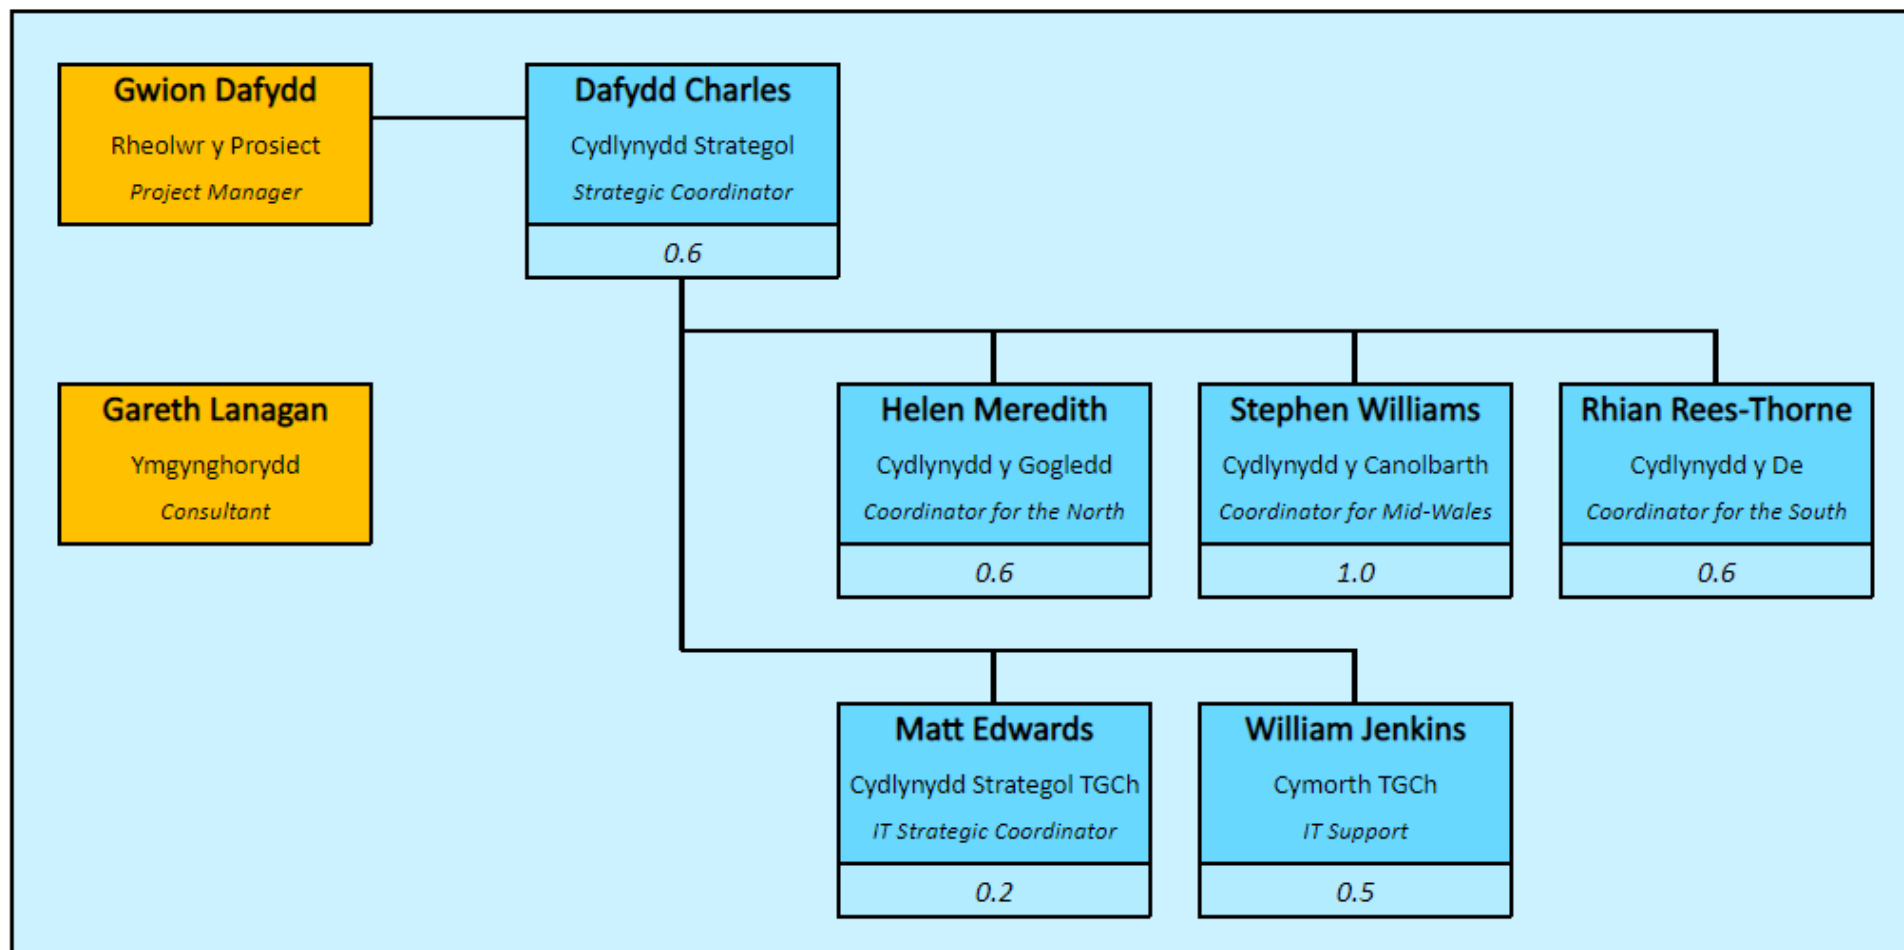 Gwion Dafydd
Rheolwr y Prosiect
Project Manager
Dafydd Charles
Cydlynydd Strategol
Strategic Coordinator
0.6
Gareth Lanagan
Ymgynghorydd
Consultant
Helen Meredith
Cydlynydd y Gogledd
Coordinator for the North
0.6
Stephen Williams
Cydlynydd y Canolbarth
Coordinator for Mid-Wales
1.0
Rhian Rees-Thorne
Cydlynydd y De
Coordinator for the South
0.6
Matt Edwards
Cydlynydd Strategol TGCh
IT Strategic Coordinator
0.2
William Jenkins
Cymorth TGCh
IT Support
0.5